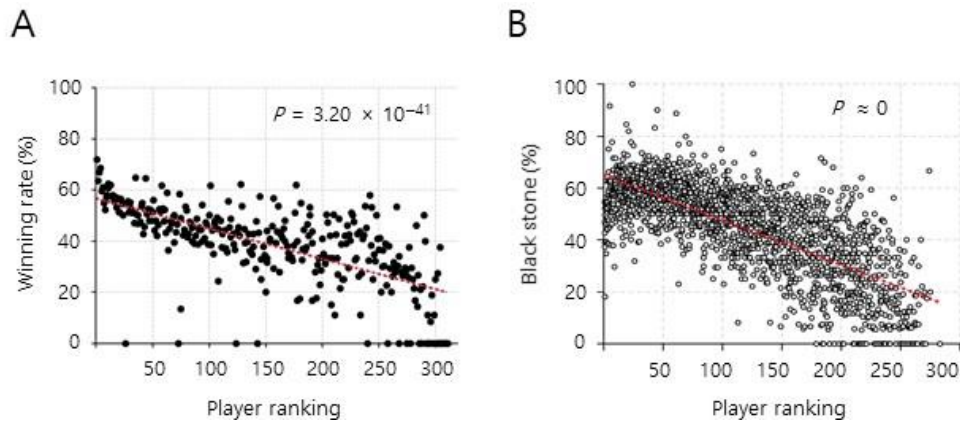 A
Winning rate (%)
100
80
60
40
20
0
P = 3.20 × 10⁻⁴¹
50 100 150 200 250 300
Player ranking
B
Black stone (%)
100
80
60
40
20
0
P ≈ 0
50 100 150 200 250 300
Player ranking